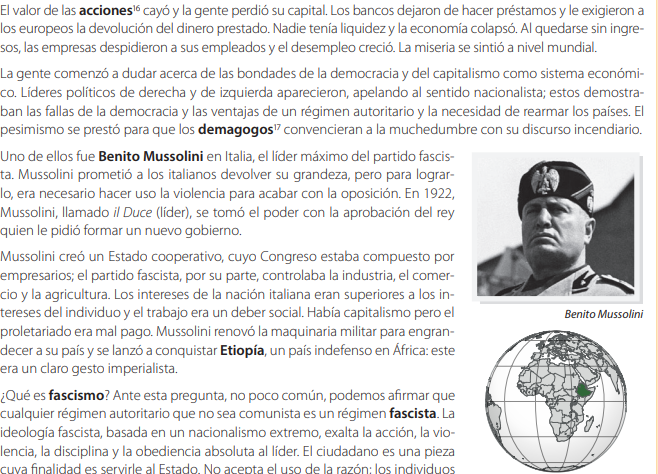 El valor de las acciones¹⁶ cayó y la gente perdió su capital. Los bancos dejaron de hacer préstamos y le exigieron a
los europeos la devolución del dinero prestado. Nadie tenía liquidez y la economía colapsó. Al quedarse sin ingre-
sos, las empresas despidieron a sus empleados y el desempleo creció. La miseria se sintió a nivel mundial.
La gente comenzó a dudar acerca de las bondades de la democracia y del capitalismo como sistema económi-
co. Líderes políticos de derecha y de izquierda aparecieron, apelando al sentido nacionalista; estos demostra-
ban las fallas de la democracia y las ventajas de un régimen autoritario y la necesidad de rearmar los países. El
pesimismo se prestó para que los demagogos¹⁷ convencieran a la muchedumbre con su discurso incendiario.
Uno de ellos fue Benito Mussolini en Italia, el líder máximo del partido fascis-
ta. Mussolini prometió a los italianos devolver su grandeza, pero para lograr-
lo, era necesario hacer uso la violencia para acabar con la oposición. En 1922,
Mussolini, llamado il Duce (líder), se tomó el poder con la aprobación del rey
quien le pidió formar un nuevo gobierno.
Mussolini creó un Estado cooperativo, cuyo Congreso estaba compuesto por
empresarios; el partido fascista, por su parte, controlaba la industria, el comer-
cio y la agricultura. Los intereses de la nación italiana eran superiores a los in-
tereses del individuo y el trabajo era un deber social. Había capitalismo pero el
proletariado era mal pago. Mussolini renovó la maquinaria militar para engran-
decer a su país y se lanzó a conquistar Etiopía, un país indefenso en África: este
era un claro gesto imperialista.
¿Qué es fascismo? Ante esta pregunta, no poco común, podemos afirmar que
cualquier régimen autoritario que no sea comunista es un régimen fascista. La
ideología fascista, basada en un nacionalismo extremo, exalta la acción, la vio-
lencia, la disciplina y la obediencia absoluta al líder. El ciudadano es una pieza
cuya finalidad es servirle al Estado. No acepta el uso de la razón: los individuos
Benito Mussolini